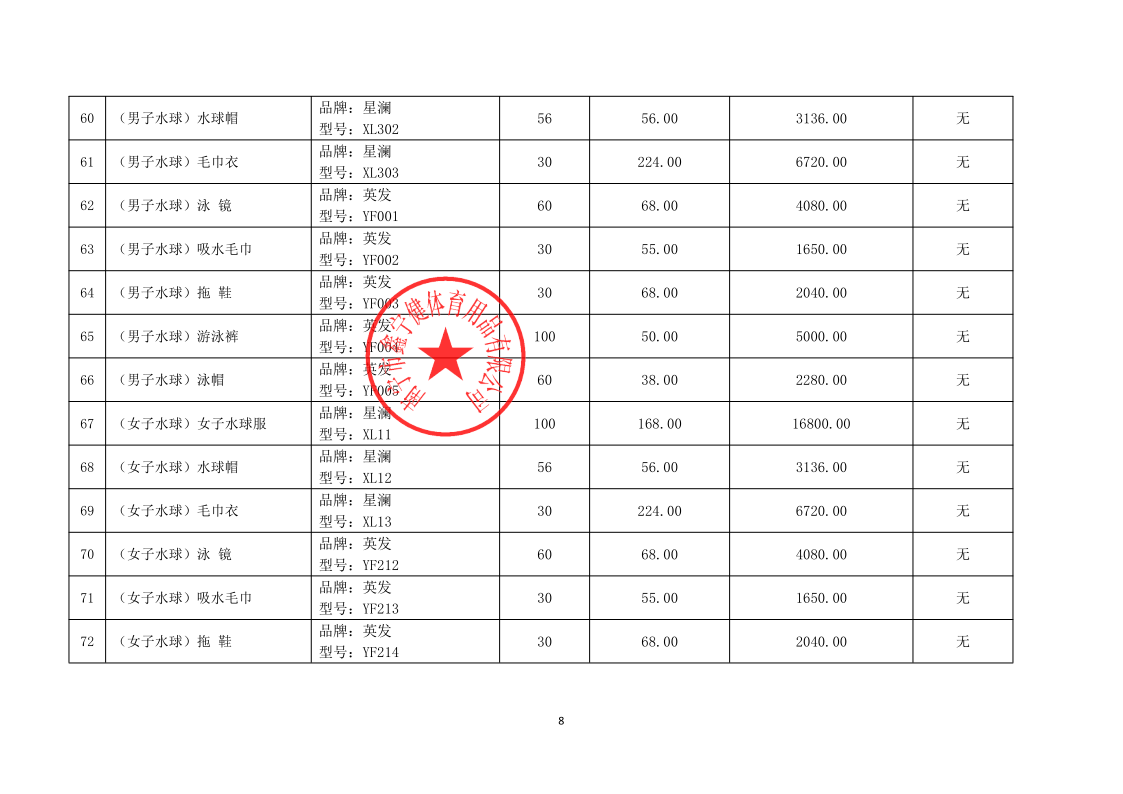 60 （男子水球）水球帽 品牌：星澜 56 56.00 3136.00 无
型号：XL302
61 （男子水球）毛巾衣 品牌：星澜 30 224.00 6720.00 无
型号：XL303
62 （男子水球）泳 镜 品牌：英发 60 68.00 4080.00 无
型号：YF001
63 （男子水球）吸水毛巾 品牌：英发 30 55.00 1650.00 无
型号：YF002
64 （男子水球）拖 鞋 品牌：英发 30 68.00 2040.00 无
型号：YF003
65 （男子水球）游泳裤 品牌：英发 100 50.00 5000.00 无
型号：YF004
66 （男子水球）泳帽 品牌：英发 60 38.00 2280.00 无
型号：YF005
67 （女子水球）女子水球服 品牌：星澜 100 168.00 16800.00 无
型号：XL11
68 （女子水球）水球帽 品牌：星澜 56 56.00 3136.00 无
型号：XL12
69 （女子水球）毛巾衣 品牌：星澜 30 224.00 6720.00 无
型号：XL13
70 （女子水球）泳 镜 品牌：英发 60 68.00 4080.00 无
型号：YF212
71 （女子水球）吸水毛巾 品牌：英发 30 55.00 1650.00 无
型号：YF213
72 （女子水球）拖 鞋 品牌：英发 30 68.00 2040.00 无
型号：YF214
南宁市鑫宁健体育用品有限公司
8